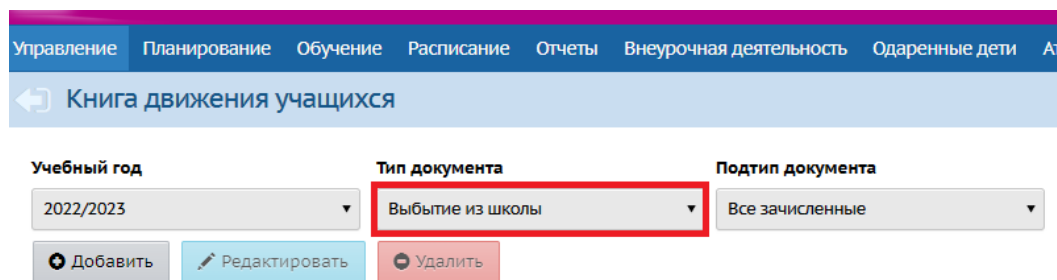 Управление Планирование Обучение Расписание Отчеты Внеурочная деятельность Одаренные дети
Книга движения учащихся
Учебный год Тип документа Подтип документа
2022/2023 Выбытие из школы Все зачисленные
Добавить Редактировать Удалить